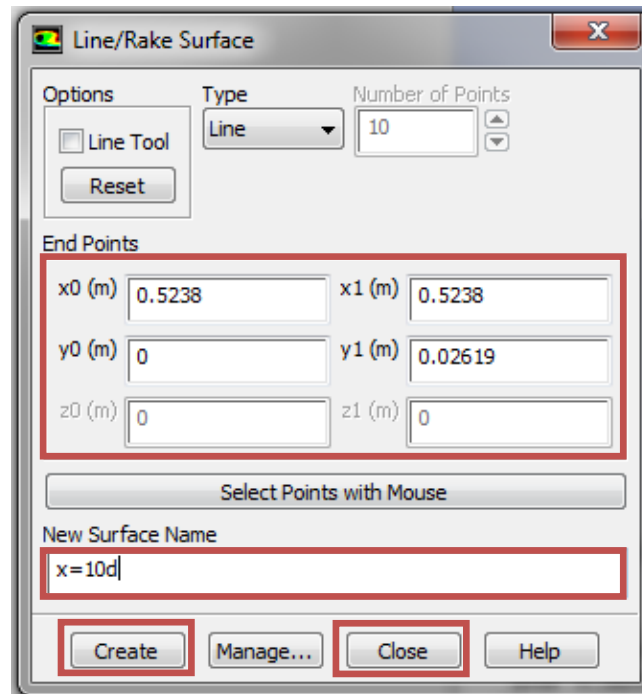 Line/Rake Surface
Options Type Number of Points
Line Tool Line 10
Reset
End Points
x0 (m) 0.5238 x1 (m) 0.5238
y0 (m) 0 y1 (m) 0.02619
z0 (m) 0 z1 (m) 0
Select Points with Mouse
New Surface Name
x=10d
Create Manage... Close Help